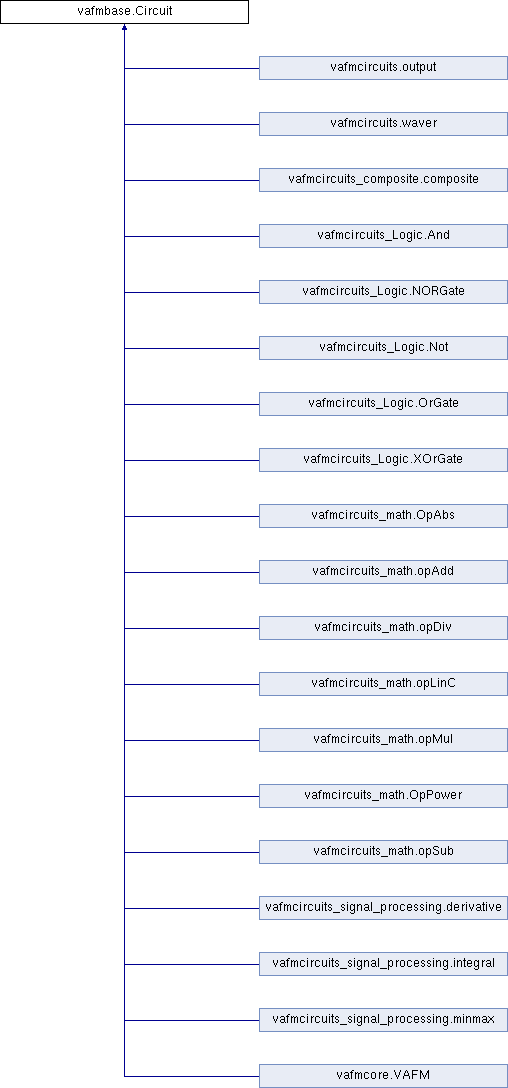 vafmbase.Circuit
vafmcircuits.output
vafmcircuits.waver
vafmcircuits_composite.composite
vafmcircuits_Logic.And
vafmcircuits_Logic.NORGate
vafmcircuits_Logic.Not
vafmcircuits_Logic.OrGate
vafmcircuits_Logic.XOrGate
vafmcircuits_math.OpAbs
vafmcircuits_math.opAdd
vafmcircuits_math.opDiv
vafmcircuits_math.opLinC
vafmcircuits_math.opMul
vafmcircuits_math.OpPower
vafmcircuits_math.opSub
vafmcircuits_signal_processing.derivative
vafmcircuits_signal_processing.integral
vafmcircuits_signal_processing.minmax
vafmcore.VAFM